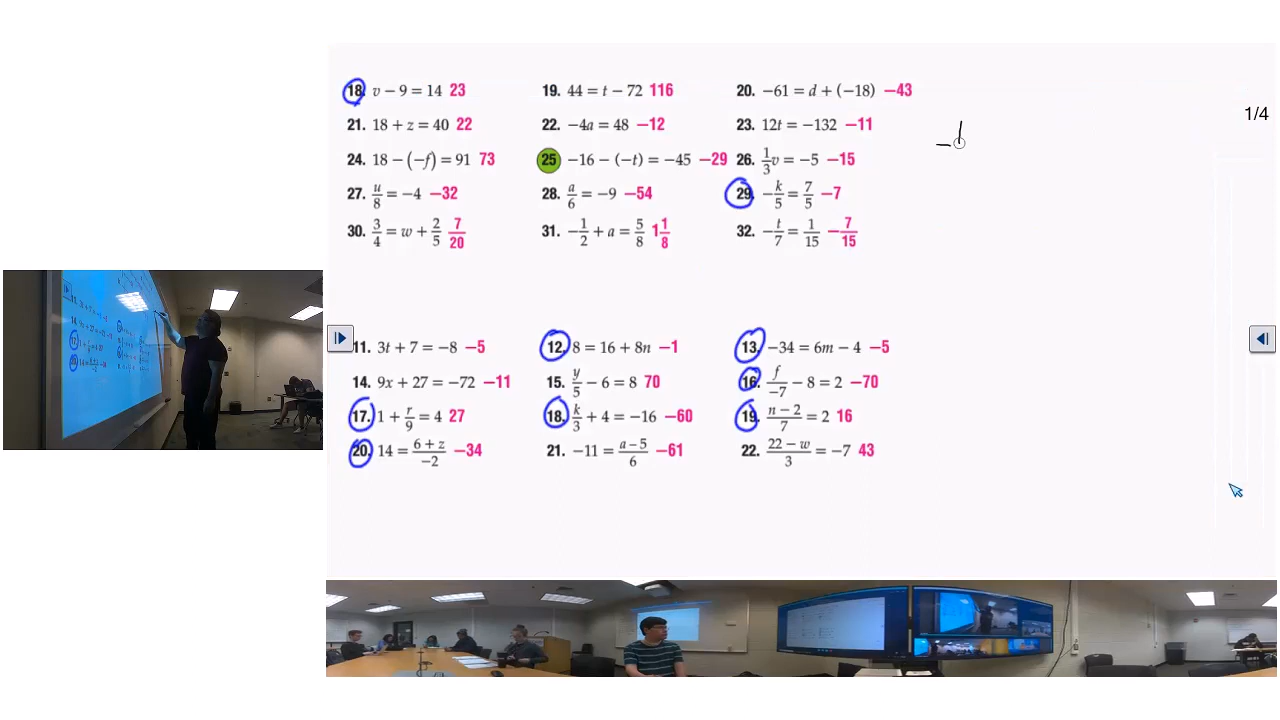 1/4
18. v − 9 = 14 23 19. 44 = t − 72 116 20. −61 = d + (−18) −43
21. 18 + z = 40 22 22. −4a = 48 −12 23. 12t = −132 −11
24. 18 − (−f) = 91 73 25 −16 − (−t) = −45 −29 26. 1/3 v = −5 −15
27. u/8 = −4 −32 28. a/6 = −9 −54 29. −k/5 = 7/5 −7
30. 3/4 = w + 2/5 7/20 31. −1/2 + a = 5/8 1 1/8 32. −t/7 = 1/15 −7/15
11. 3t + 7 = −8 −5 12. 8 = 16 + 8n −1 13. −34 = 6m − 4 −5
14. 9x + 27 = −72 −11 15. y/5 − 6 = 8 70 16. f/−7 − 8 = 2 −70
17. 1 + r/9 = 4 27 18. k/3 + 4 = −16 −60 19. n − 2/7 = 2 16
20. 14 = 6 + z/−2 −34 21. −11 = a − 5/6 −61 22. 22 − w/3 = −7 43